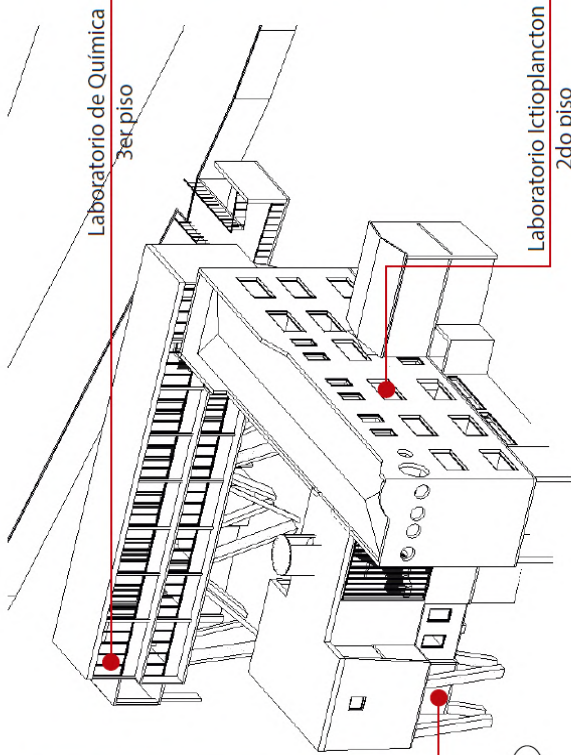 Laboratorio de Química
3er piso
Laboratorio Ictioplancton
2do piso